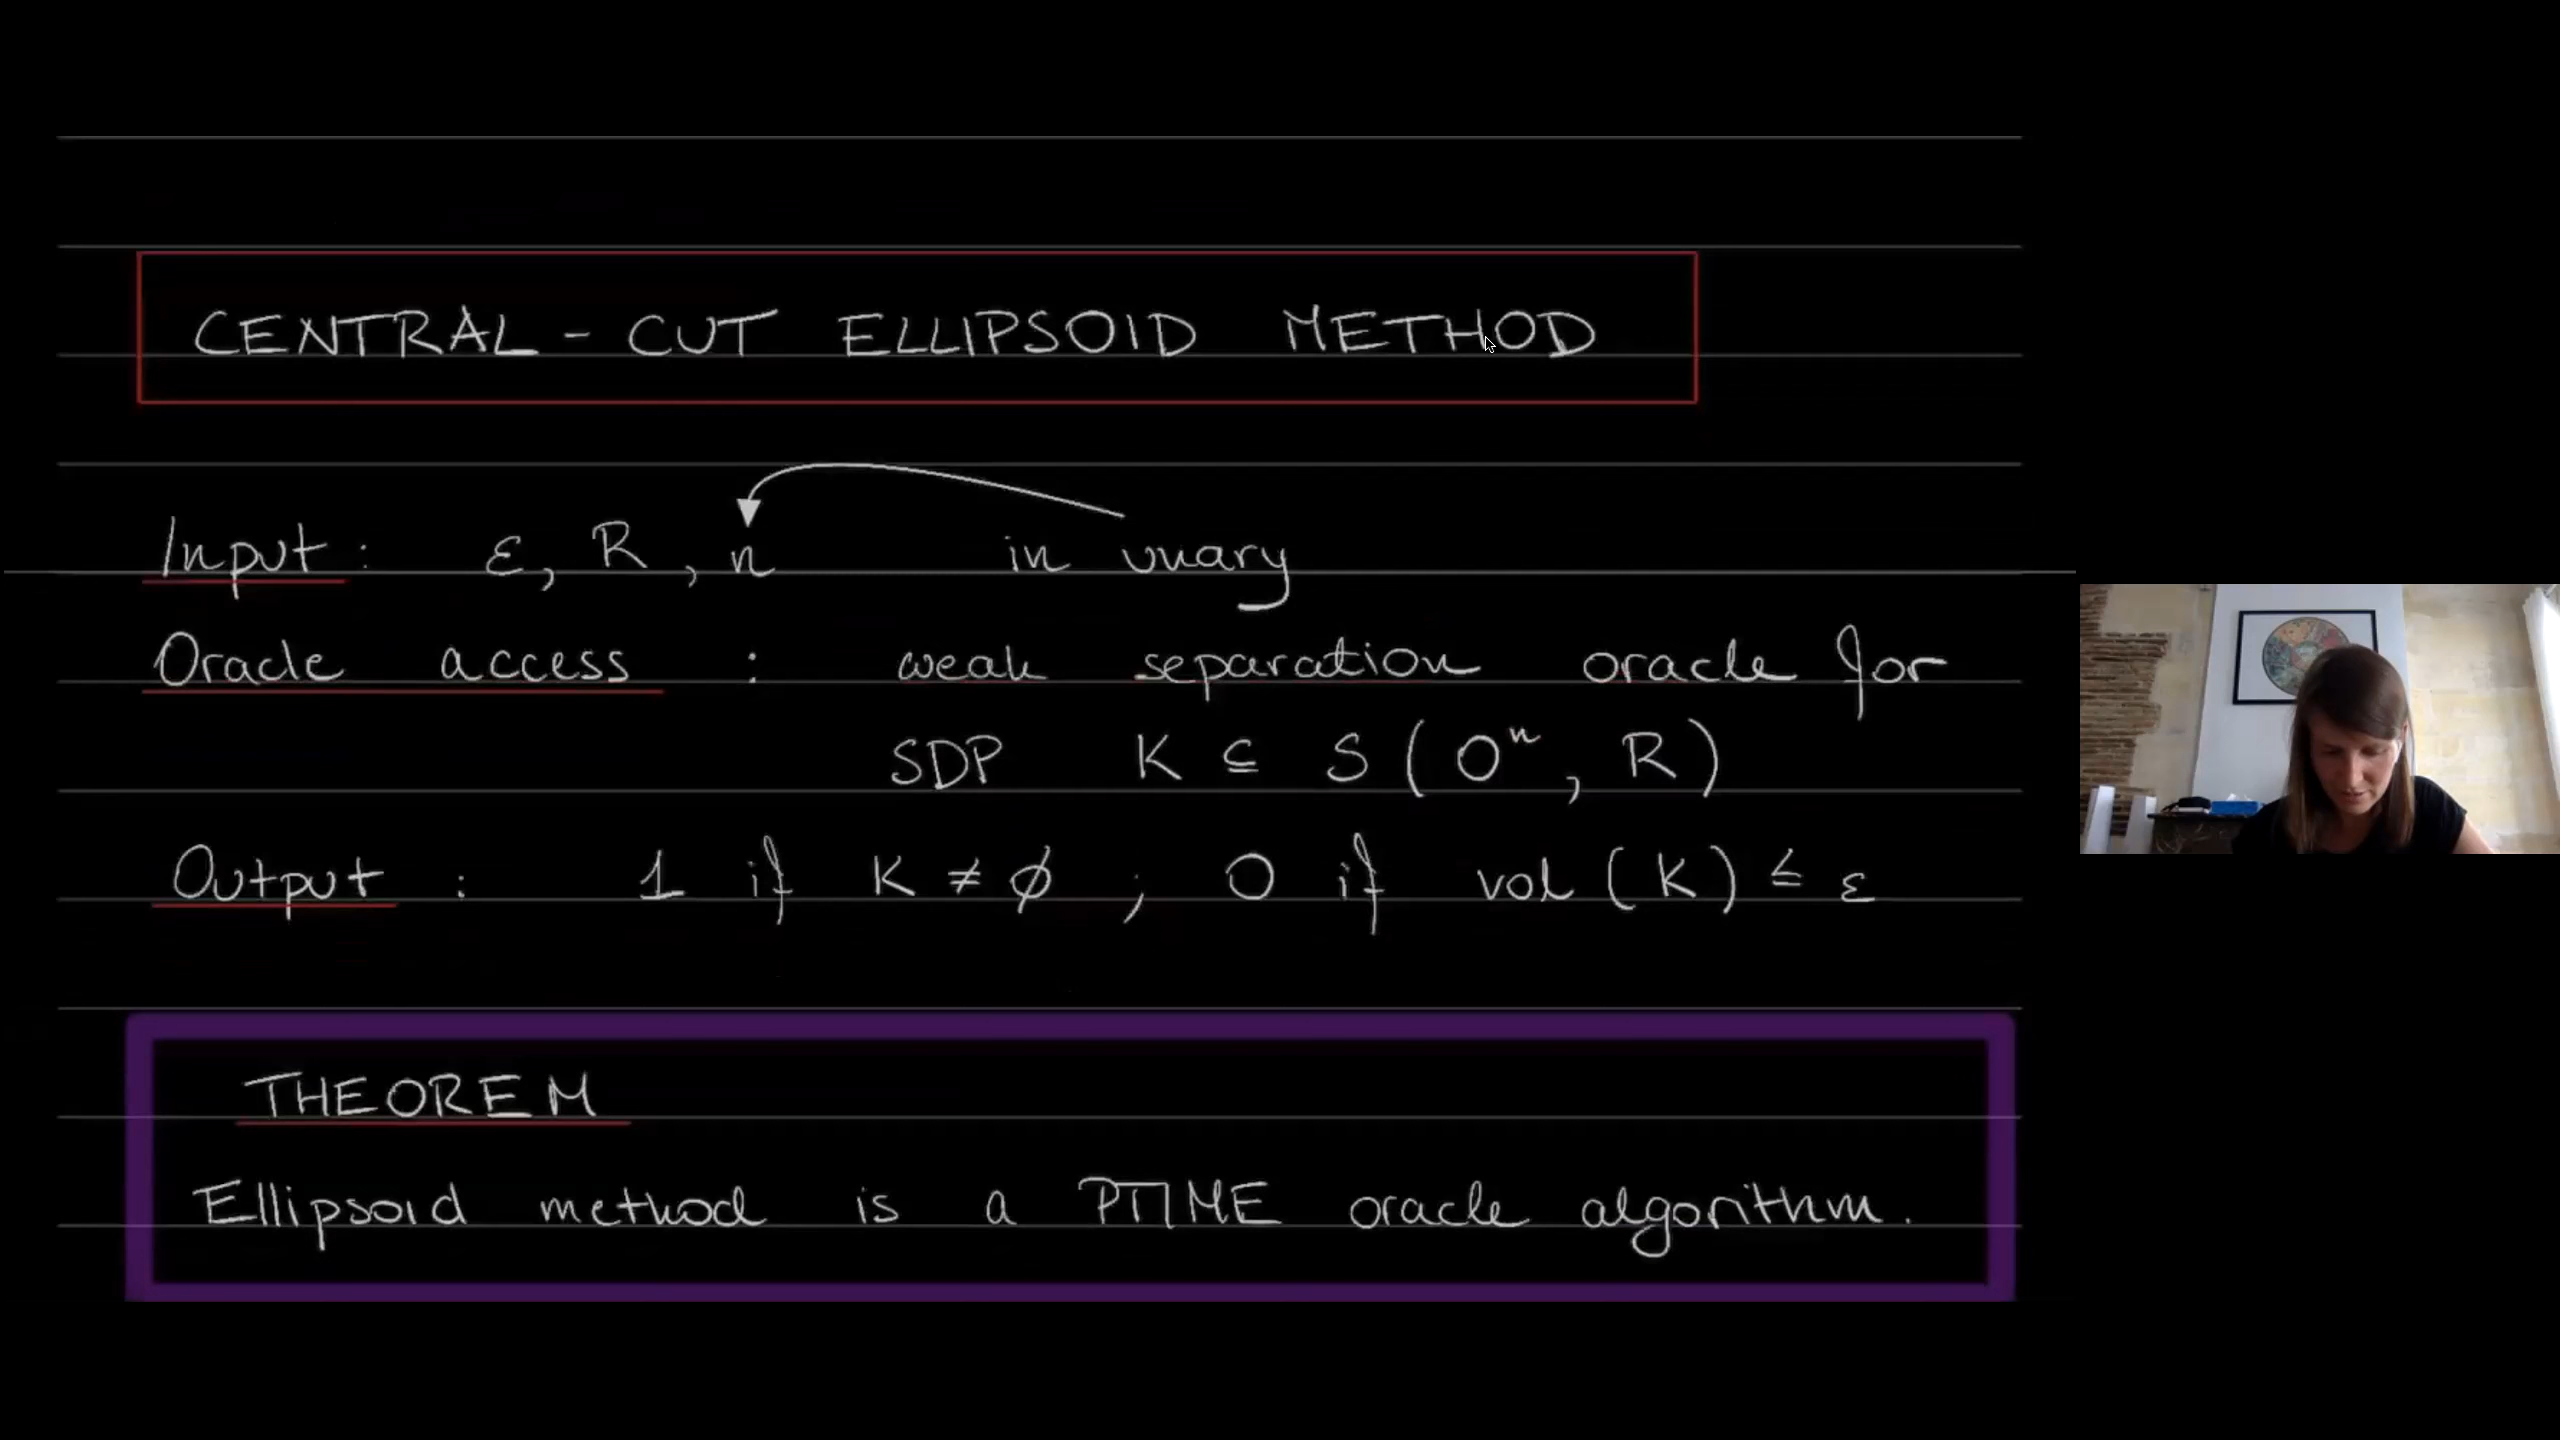 CENTRAL - CUT ELLIPSOID METHOD
Input : ε, R, n in unary
Oracle access : weak separation oracle for
SDP K ⊆ S ( 0ⁿ, R )
Output : 1 if K ≠ ∅ ; 0 if vol ( K ) ≤ ε
THEOREM
Ellipsoid method is a PTIME oracle algorithm.